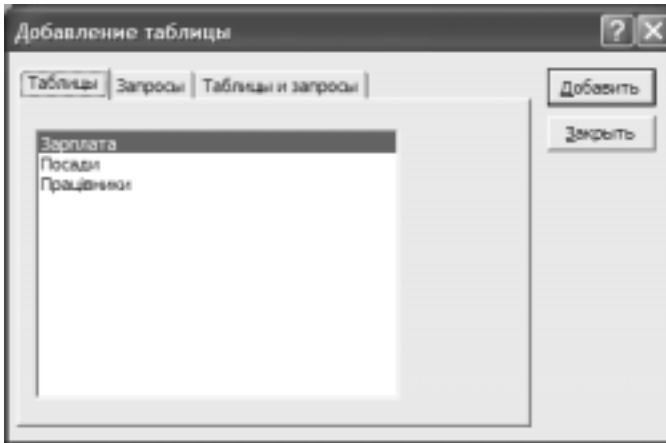 Добавление таблицы
Таблицы Запросы Таблицы и запросы
Добавить
Закрыть
Зарплата
Посади
Працівники